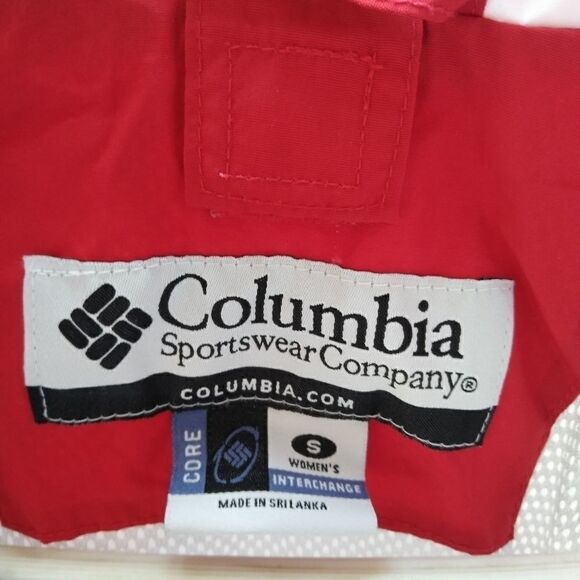 Columbia
Sportswear Company®
COLUMBIA.COM
CORE
S
WOMEN'S
INTERCHANGE
MADE IN SRI LANKA